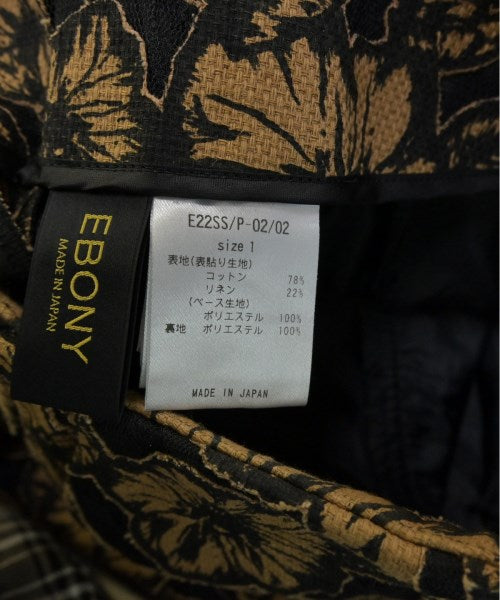 EBONY
MADE IN JAPAN
E22SS/P-02/02
size 1
表地(表貼り生地)
コットン 78%
リネン 22%
(ベース生地)
ポリエステル 100%
裏地 ポリエステル 100%
MADE IN JAPAN